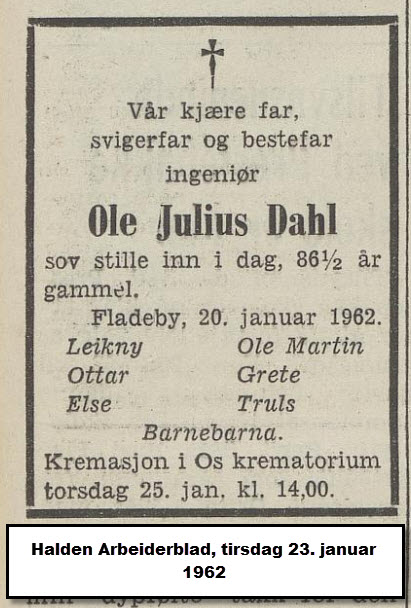 Vår kjære far,
svigerfar og bestefar
ingeniør
Ole Julius Dahl
sov stille inn i dag, 86½ år
gammel.
Fladeby, 20. januar 1962.
Leikny Ole Martin
Ottar Grete
Else Truls
Barnebarna.
Kremasjon i Os krematorium
torsdag 25. jan. kl. 14,00.
Halden Arbeiderblad, tirsdag 23. januar
1962